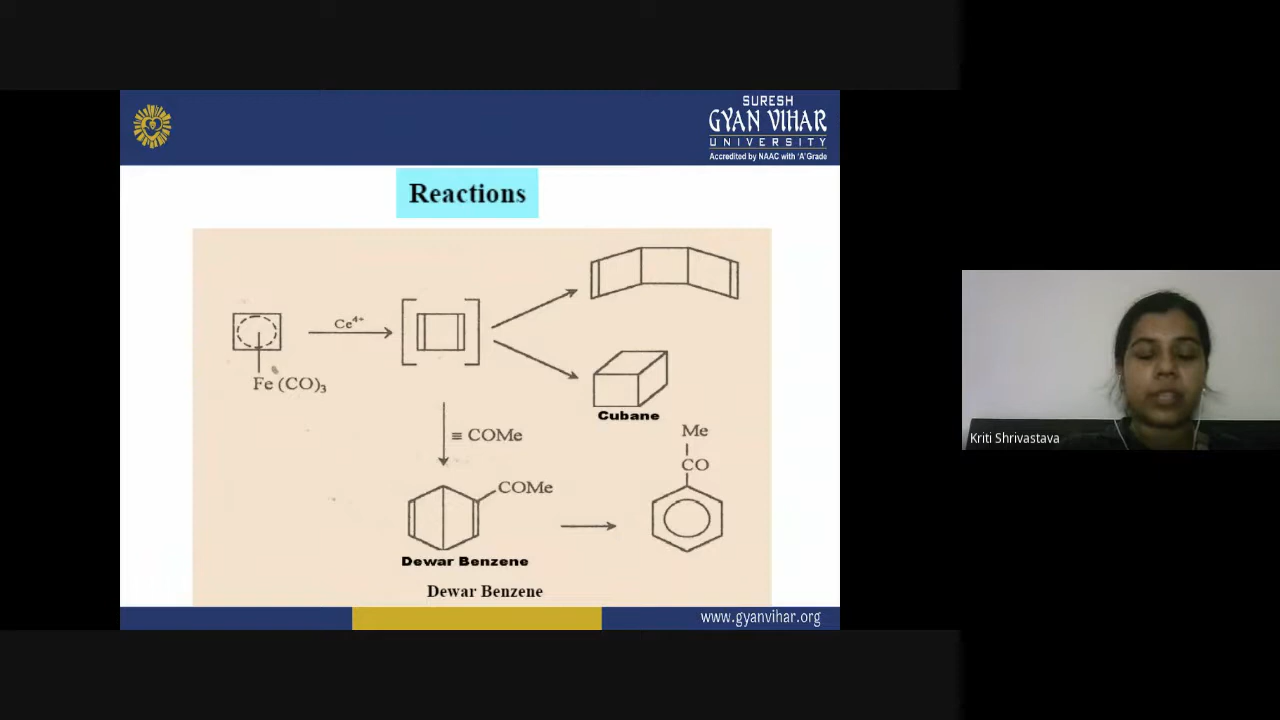 SURESH
GYAN VIHAR
UNIVERSITY
Accredited by NAAC with 'A' Grade
Reactions
Ce⁴⁺
Fe (CO)₃
Cubane
≡ COMe
Me
CO
COMe
Dewar Benzene
Dewar Benzene
www.gyanvihar.org
Kriti Shrivastava